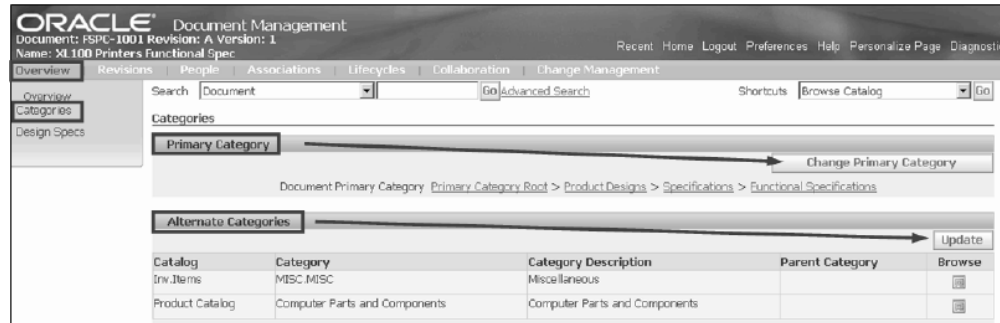 ORACLE Document Management
Document: FSPC-1001 Revision: A Version: 1
Name: XL100 Printers Functional Spec
Recent Home Logout Preferences Help Personalize Page Diagnosti
Overview Revisions | People | Associations | Lifecycles | Collaboration | Change Management
Overview
Categories
Design Specs
Search Document Go Advanced Search Shortcuts Browse Catalog Go
Categories
Primary Category
Change Primary Category
Document Primary Category Primary Category Root > Product Designs > Specifications > Functional Specifications
Alternate Categories
Update
Catalog Category Category Description Parent Category Browse
Inv.Items MISC.MISC Miscellaneous
Product Catalog Computer Parts and Components Computer Parts and Components